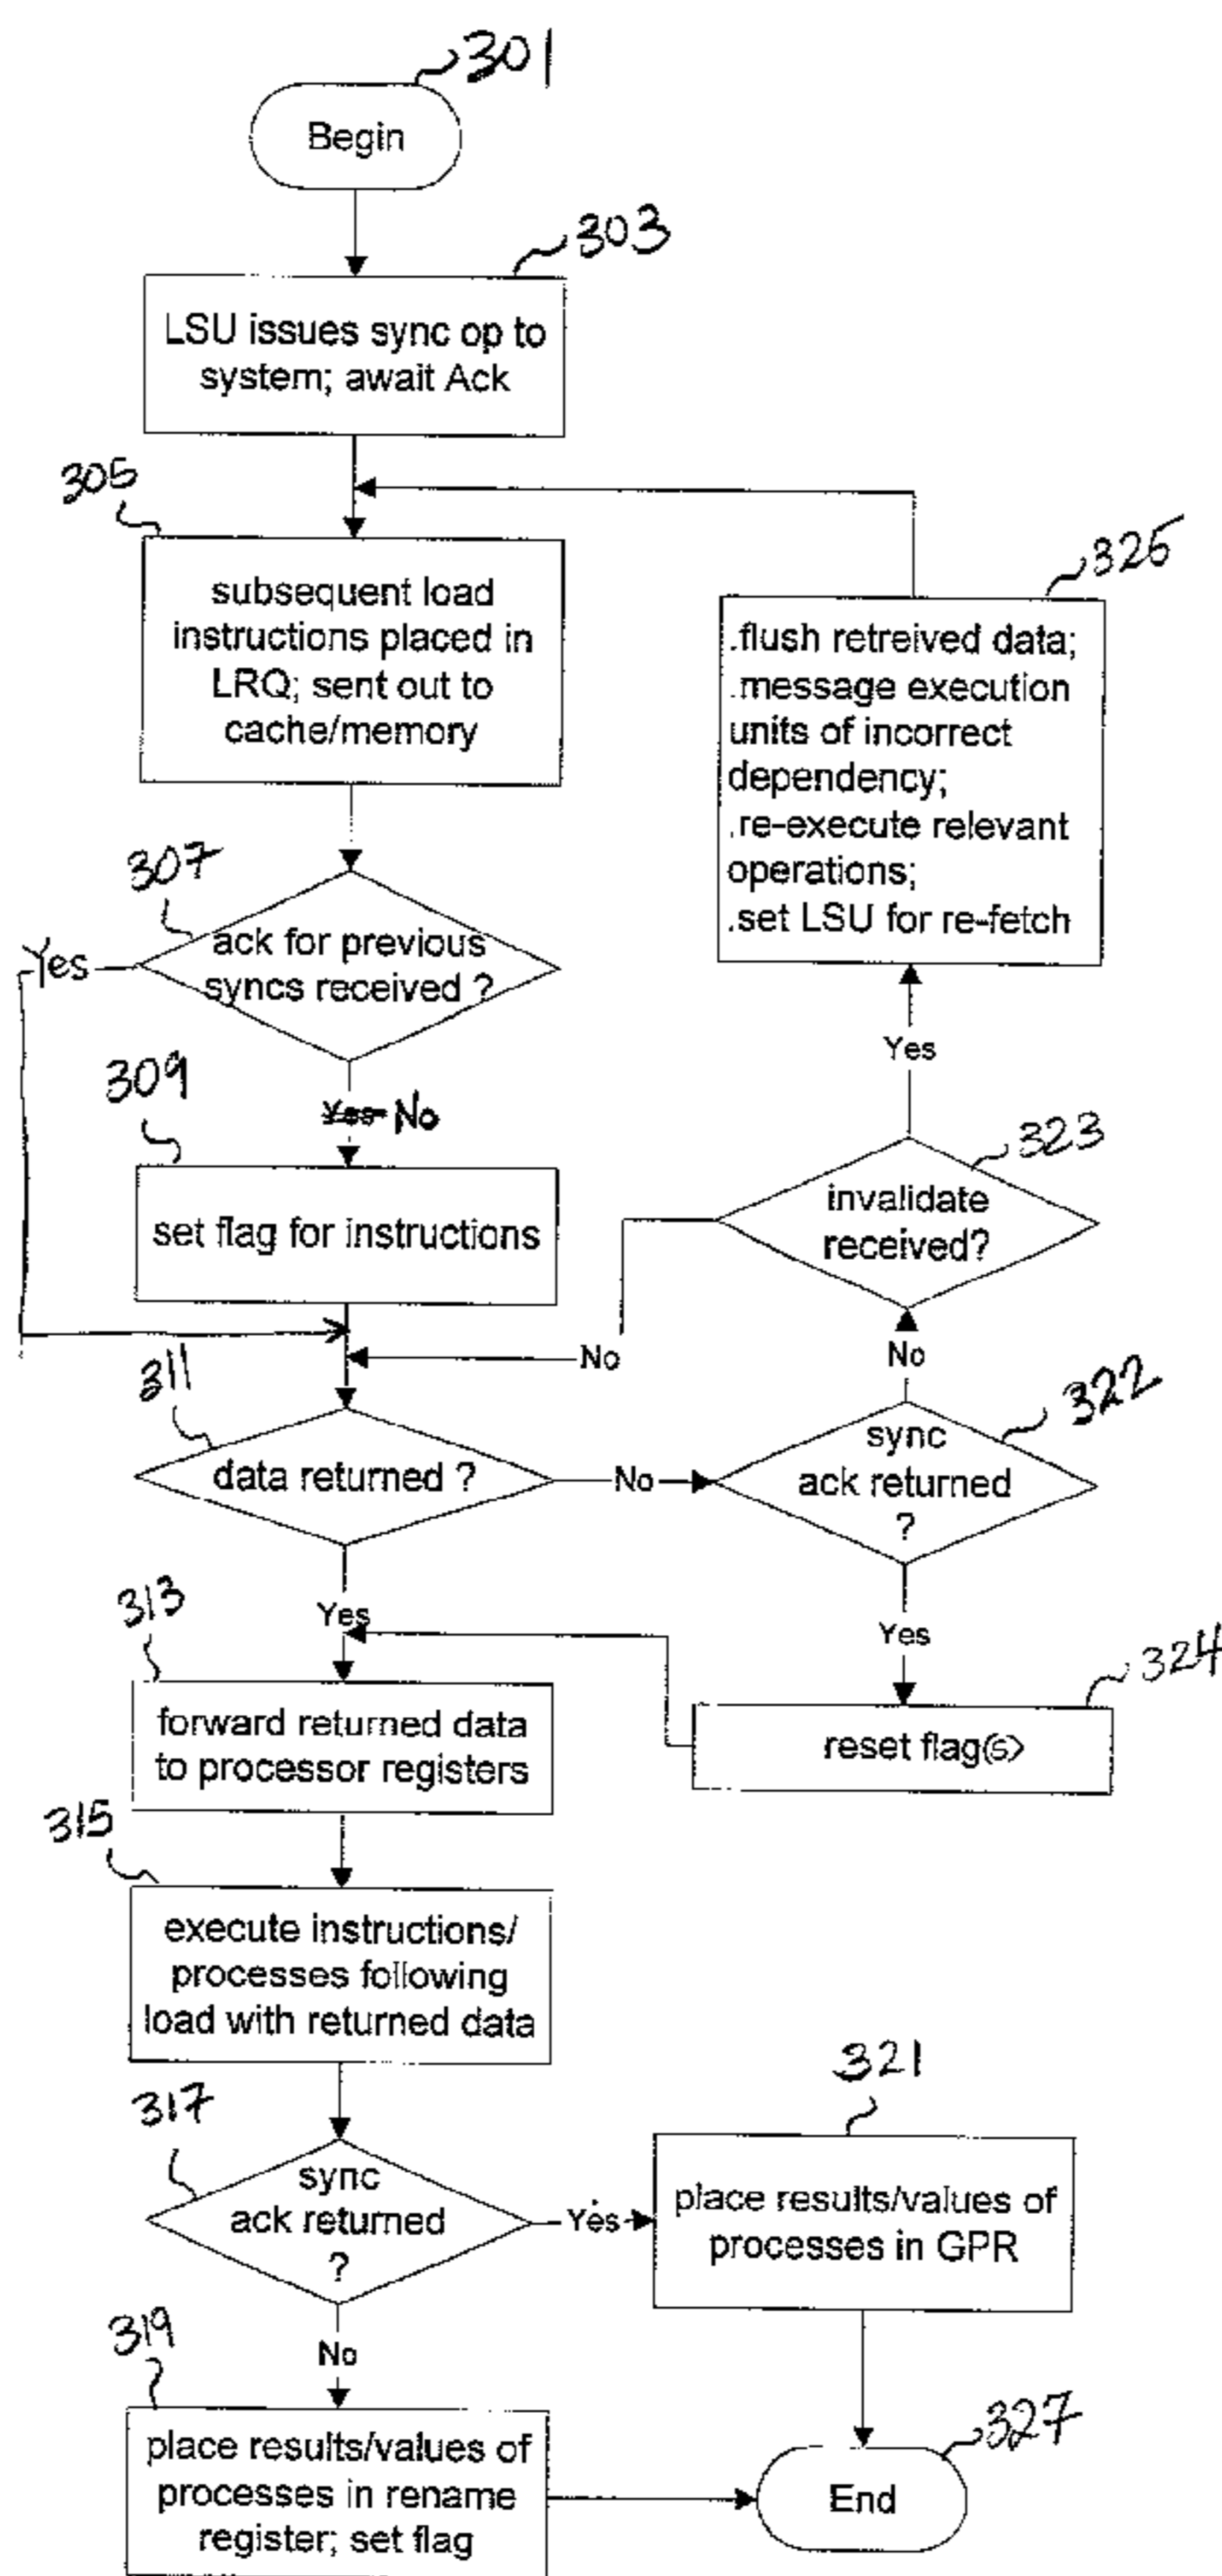 301
Begin
303
LSU issues sync op to
system; await Ack
305
subsequent load
instructions placed in
LRQ; sent out to
cache/memory
325
.flush retreived data;
.message execution
units of incorrect
dependency;
.re-execute relevant
operations;
.set LSU for re-fetch
307
ack for previous
syncs received ?
Yes
Yes No
309
set flag for instructions
Yes
323
invalidate
received?
No
No
311
data returned ?
No
322
sync
ack returned
?
Yes
Yes
313
forward returned data
to processor registers
324
reset flag(s)
315
execute instructions/
processes following
load with returned data
317
sync
ack returned
?
Yes
321
place results/values of
processes in GPR
No
319
place results/values of
processes in rename
register; set flag
327
End